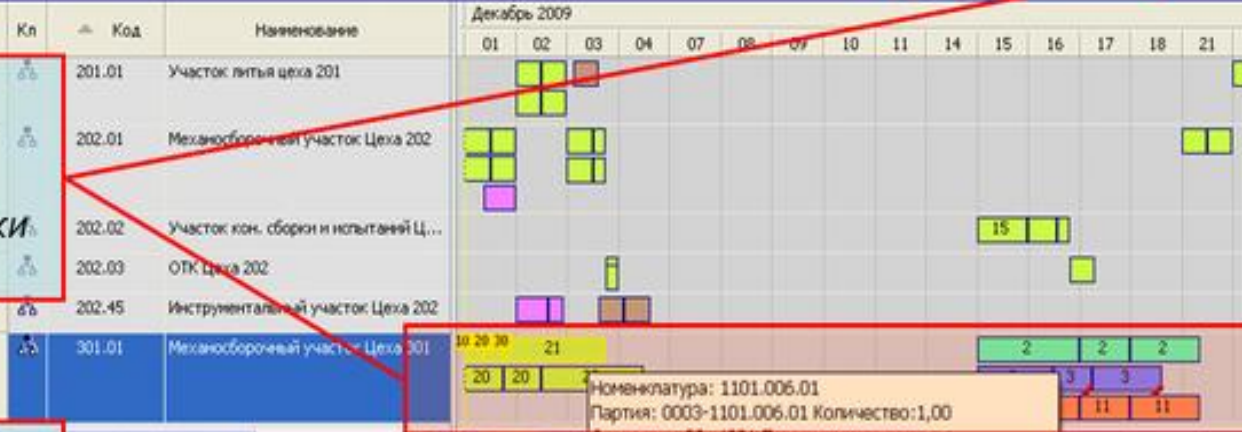 Декабрь 2009
Кл Код Наименование 01 02 03 04 07 08 09 10 11 14 15 16 17 18 21
201.01 Участок литья цеха 201
202.01 Механосборочный участок Цеха 202
ки
202.02 Участок кон. сборки и испытаний Ц... 15
202.03 ОТК Цеха 202
202.45 Инструментальный участок Цеха 202
301.01 Механосборочный участок Цеха 301 10 20 30 21 2 2 2
20 20 3 3
Номенклатура: 1101.006.01
Партия: 0003-1101.006.01 Количество:1,00 11 11